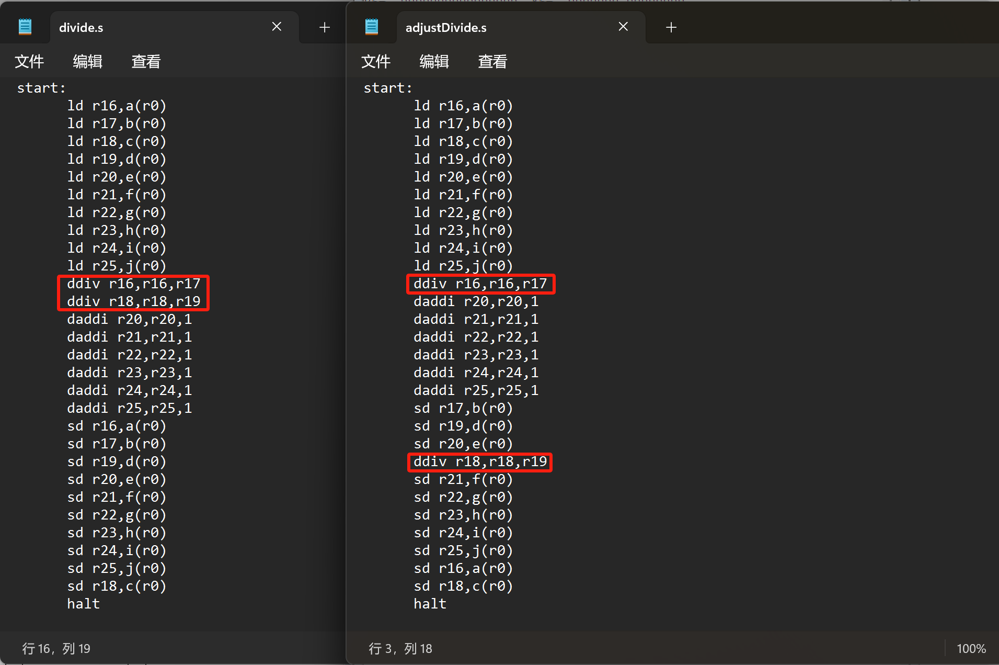 divide.s
文件 编辑 查看
start:
ld r16,a(r0)
ld r17,b(r0)
ld r18,c(r0)
ld r19,d(r0)
ld r20,e(r0)
ld r21,f(r0)
ld r22,g(r0)
ld r23,h(r0)
ld r24,i(r0)
ld r25,j(r0)
ddiv r16,r16,r17
ddiv r18,r18,r19
daddi r20,r20,1
daddi r21,r21,1
daddi r22,r22,1
daddi r23,r23,1
daddi r24,r24,1
daddi r25,r25,1
sd r16,a(r0)
sd r17,b(r0)
sd r19,d(r0)
sd r20,e(r0)
sd r21,f(r0)
sd r22,g(r0)
sd r23,h(r0)
sd r24,i(r0)
sd r25,j(r0)
sd r18,c(r0)
halt
行 16，列 19
adjustDivide.s
文件 编辑 查看
start:
ld r16,a(r0)
ld r17,b(r0)
ld r18,c(r0)
ld r19,d(r0)
ld r20,e(r0)
ld r21,f(r0)
ld r22,g(r0)
ld r23,h(r0)
ld r24,i(r0)
ld r25,j(r0)
ddiv r16,r16,r17
daddi r20,r20,1
daddi r21,r21,1
daddi r22,r22,1
daddi r23,r23,1
daddi r24,r24,1
daddi r25,r25,1
sd r17,b(r0)
sd r19,d(r0)
sd r20,e(r0)
ddiv r18,r18,r19
sd r21,f(r0)
sd r22,g(r0)
sd r23,h(r0)
sd r24,i(r0)
sd r25,j(r0)
sd r16,a(r0)
sd r18,c(r0)
halt
行 3，列 18
100%